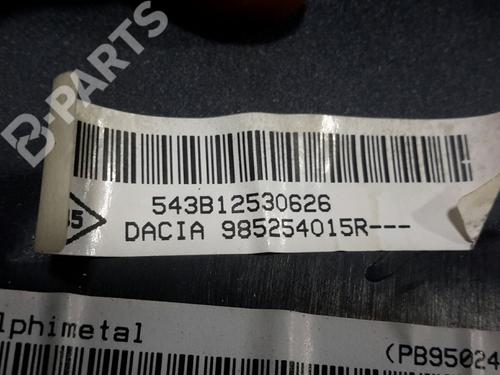 B-PARTS
543B12530626
DACIA 985254015R---
lphimetal
(PB95024